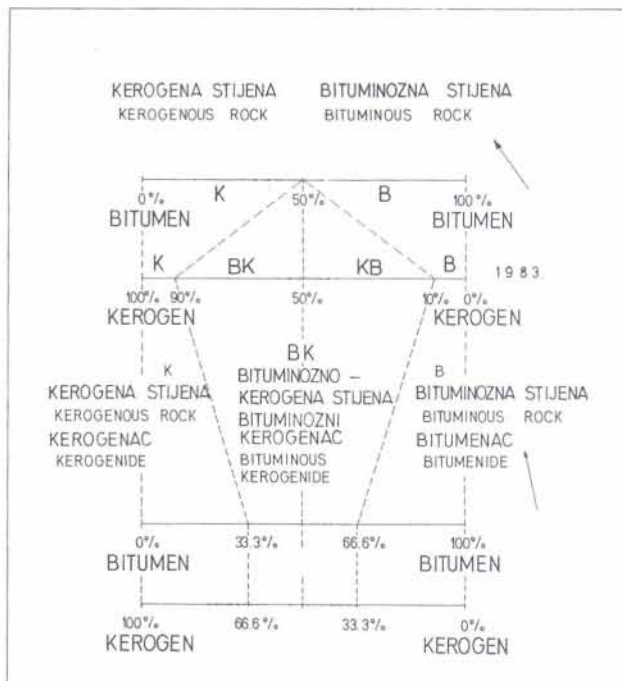 KEROGENA STIJENA BITUMINOZNA STIJENA
KEROGENOUS ROCK BITUMINOUS ROCK
K B
0% 50% 100%
BITUMEN BITUMEN
K BK KB B 1983.
100% 90% 50% 10% 0%
KEROGEN KEROGEN
K
KEROGENA STIJENA
KEROGENOUS ROCK
KEROGENAC
KEROGENIDE
BK
BITUMINOZNO –
KEROGENA STIJENA
BITUMINOZNI
KEROGENAC
BITUMINOUS
KEROGENIDE
B
BITUMINOZNA STIJENA
BITUMINOUS ROCK
BITUMENAC
BITUMENIDE
0% 33.3% 66.6% 100%
BITUMEN BITUMEN
100% 66.6% 33.3% 0%
KEROGEN KEROGEN